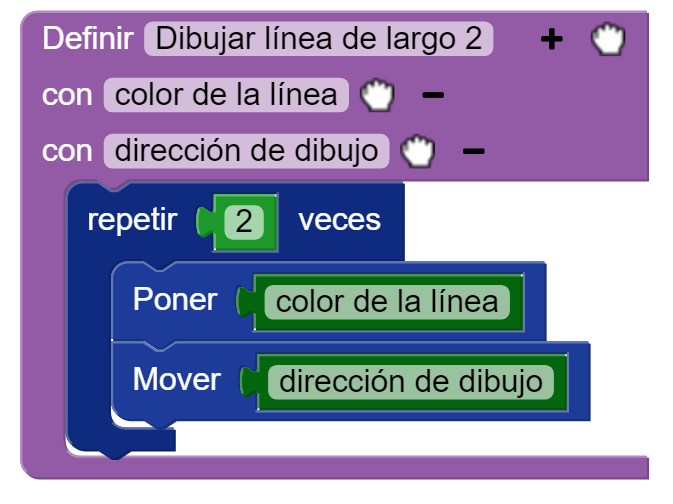 Definir Dibujar línea de largo 2 +
con color de la línea −
con dirección de dibujo −
repetir 2 veces
Poner color de la línea
Mover dirección de dibujo